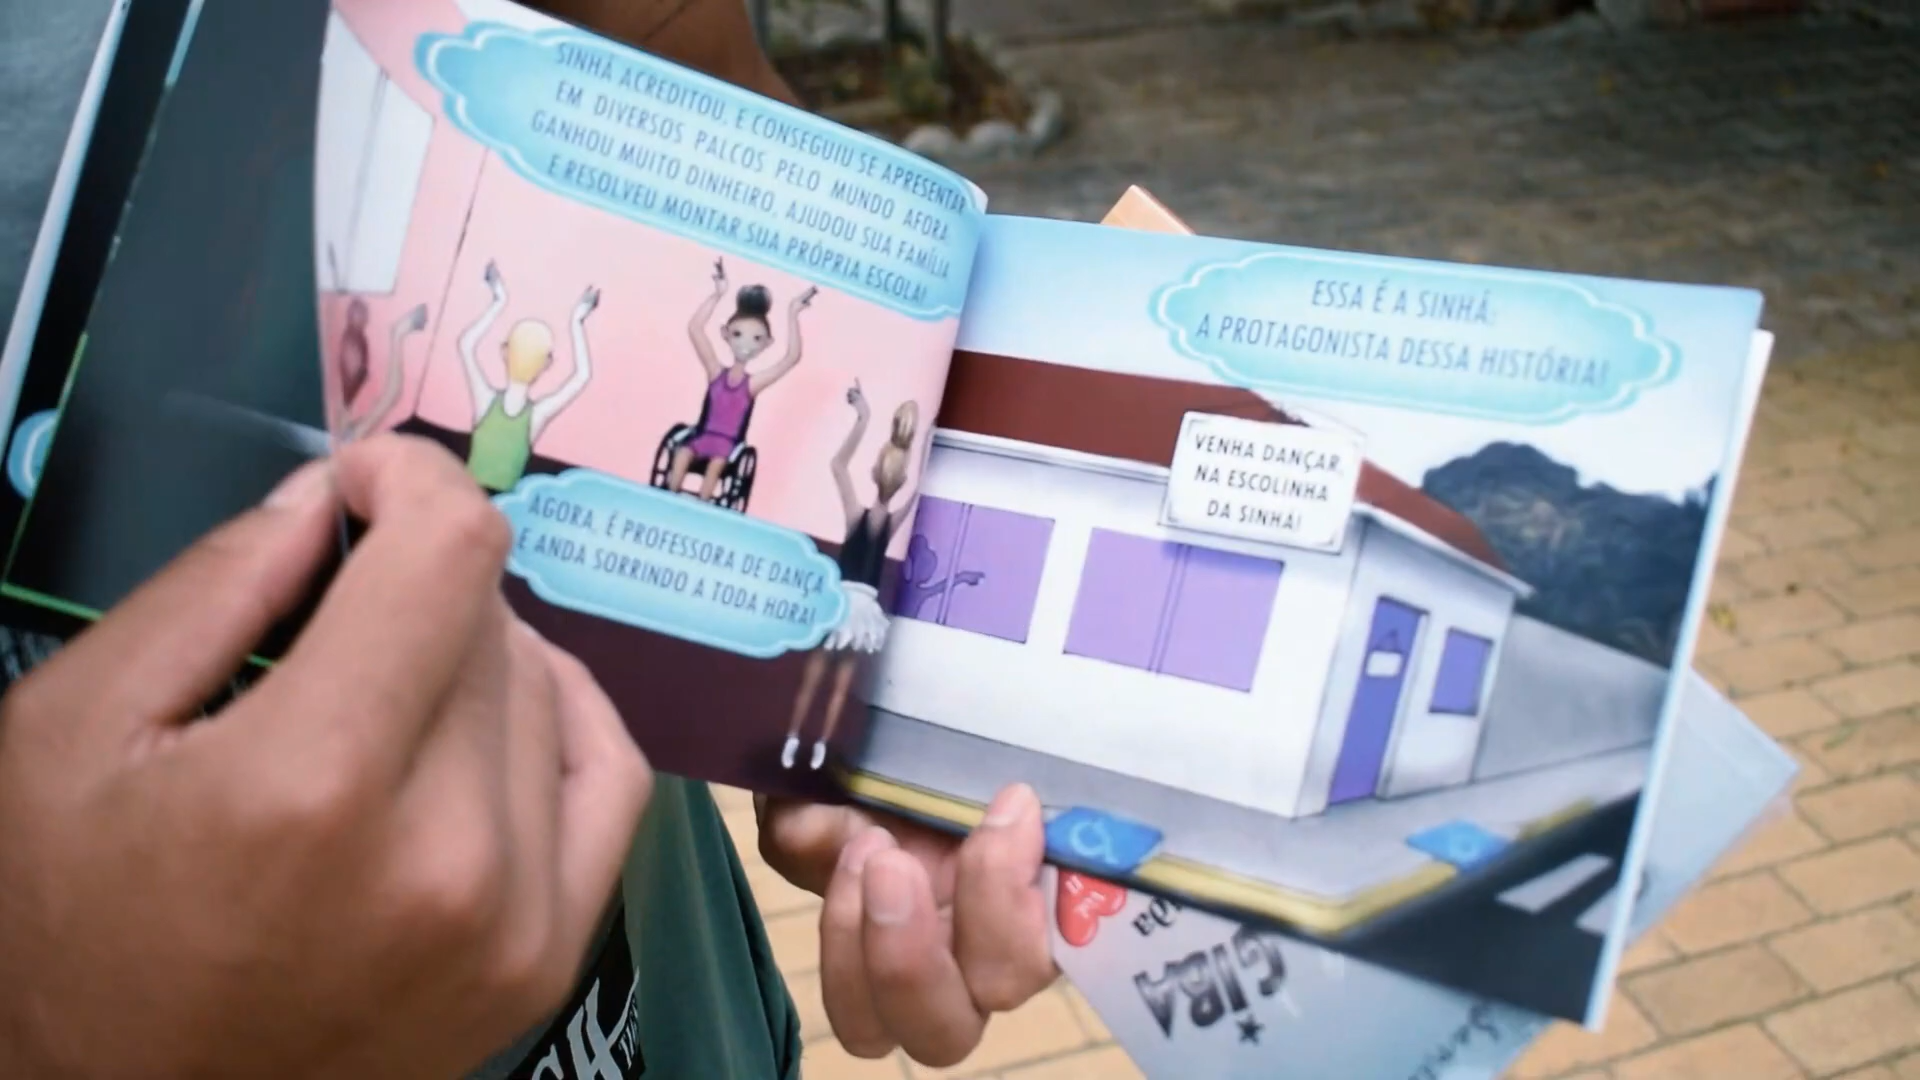 SINHÁ ACREDITOU, E CONSEGUIU SE APRESENTAR
EM DIVERSOS PALCOS PELO MUNDO AFORA.
GANHOU MUITO DINHEIRO, AJUDOU SUA FAMÍLIA
E RESOLVEU MONTAR SUA PRÓPRIA ESCOLA!
AGORA, É PROFESSORA DE DANÇA
E ANDA SORRINDO A TODA HORA!
ESSA É A SINHÁ:
A PROTAGONISTA DESSA HISTÓRIA!
VENHA DANÇAR,
NA ESCOLINHA
DA SINHÁ!
GIBA